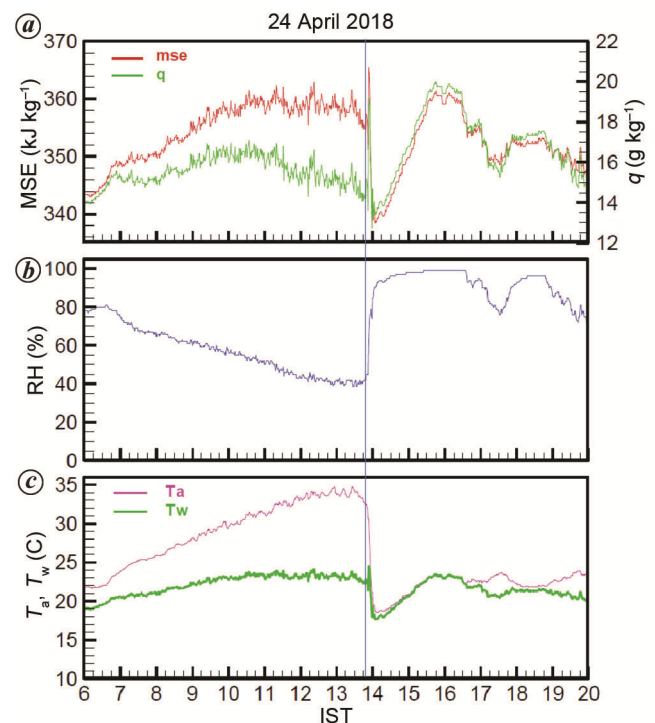 24 April 2018
a
370
360
350
340
MSE (kJ kg⁻¹)
mse
q
22
20
18
16
14
12
q (g kg⁻¹)
b
100
80
60
40
20
0
RH (%)
c
35
30
25
20
15
10
Tₐ, T_w (C)
Ta
Tw
6 7 8 9 10 11 12 13 14 15 16 17 18 19 20
IST